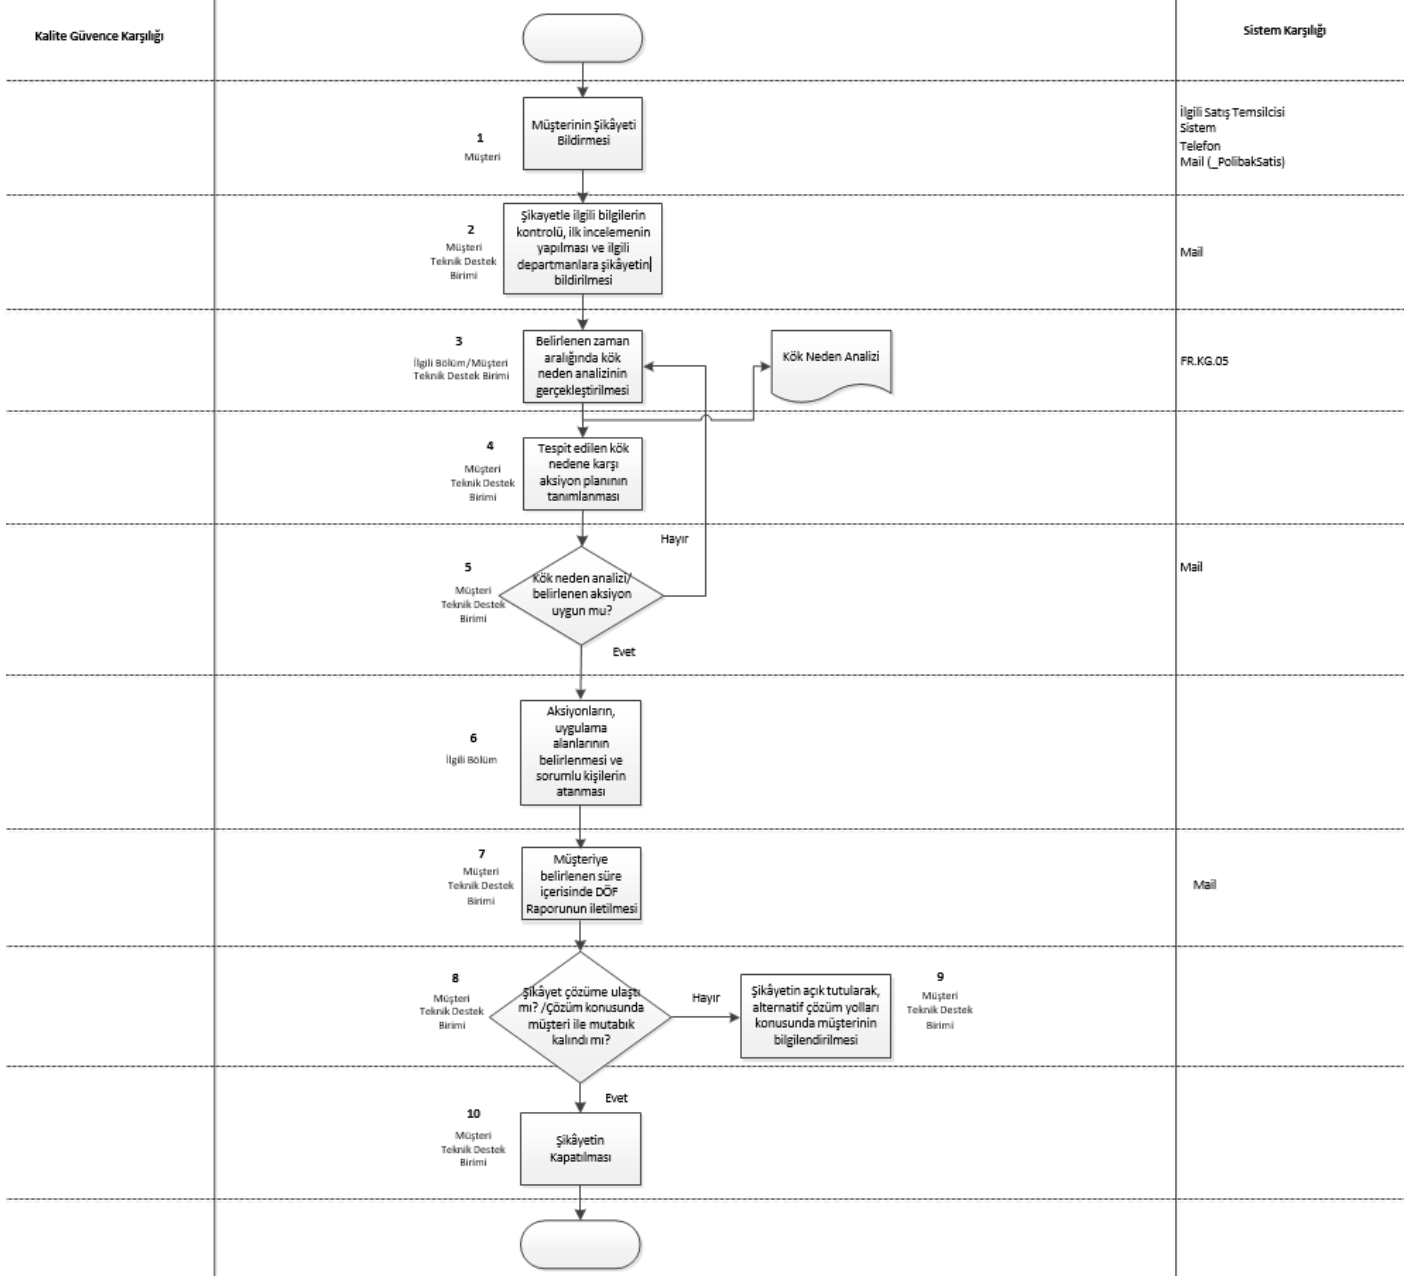 Kalite Güvence Karşılığı
Sistem Karşılığı
1
Müşteri
Müşterinin Şikâyeti
Bildirmesi
İlgili Satış Temsilcisi
Sistem
Telefon
Mail (_PolibakSatis)
2
Müşteri
Teknik Destek
Birimi
Şikayetle ilgili bilgilerin
kontrolü, ilk incelemenin
yapılması ve ilgili
departmanlara şikâyetin
bildirilmesi
Mail
3
İlgili Bölüm/Müşteri
Teknik Destek Birimi
Belirlenen zaman
aralığında kök
neden analizinin
gerçekleştirilmesi
Kök Neden Analizi
FR.KG.05
4
Müşteri
Teknik Destek
Birimi
Tespit edilen kök
nedene karşı
aksiyon planının
tanımlanması
Hayır
5
Müşteri
Teknik Destek
Birimi
Kök neden analizi/
belirlenen aksiyon
uygun mu?
Mail
Evet
6
İlgili Bölüm
Aksiyonların,
uygulama
alanlarının
belirlenmesi ve
sorumlu kişilerin
atanması
7
Müşteri
Teknik Destek
Birimi
Müşteriye
belirlenen süre
içerisinde DÖF
Raporunun iletilmesi
Mail
8
Müşteri
Teknik Destek
Birimi
Şikâyet çözüme ulaştı
mı? /Çözüm konusunda
müşteri ile mutabık
kalındı mı?
Hayır
Şikâyetin açık tutularak,
alternatif çözüm yolları
konusunda müşterinin
bilgilendirilmesi
9
Müşteri
Teknik Destek
Birimi
Evet
10
Müşteri
Teknik Destek
Birimi
Şikâyetin
Kapatılması